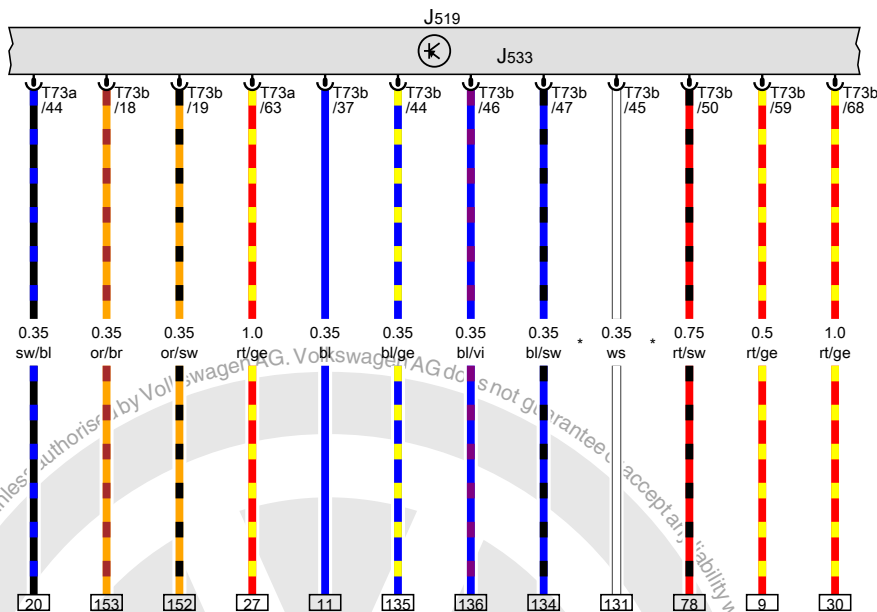 J519
J533
T73a T73b T73b T73a T73b T73b T73b T73b T73b T73b T73b T73b
/44 /18 /19 /63 /37 /44 /46 /47 /45 /50 /59 /68
0.35 0.35 0.35 1.0 0.35 0.35 0.35 0.35 * 0.35 * 0.75 0.5 1.0
sw/bl or/br or/sw rt/ge bl bl/ge bl/vi bl/sw ws rt/sw rt/ge rt/ge
authorised by Volkswagen AG. Volkswagen AG does not guarantee or accept any liability
20 153 152 27 11 135 136 134 131 78 9 30